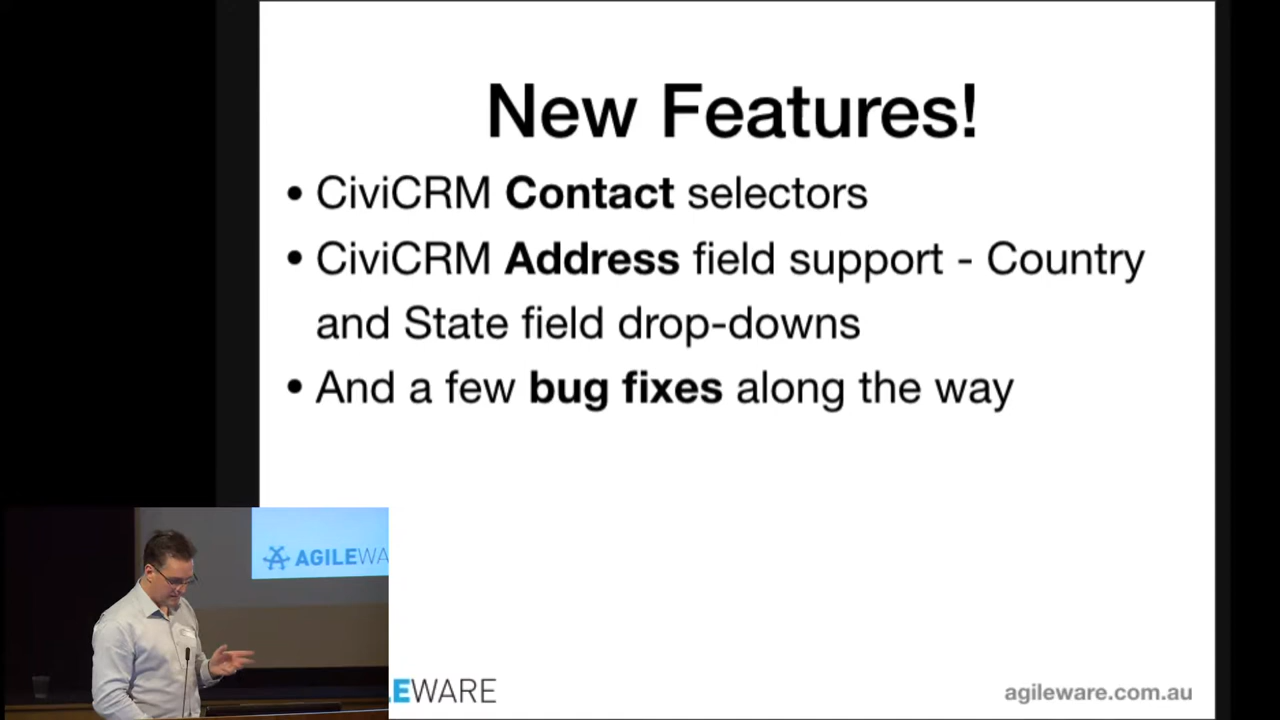 New Features!
• CiviCRM Contact selectors
• CiviCRM Address field support - Country
and State field drop-downs
• And a few bug fixes along the way
AGILEWA
LEWARE
agileware.com.au